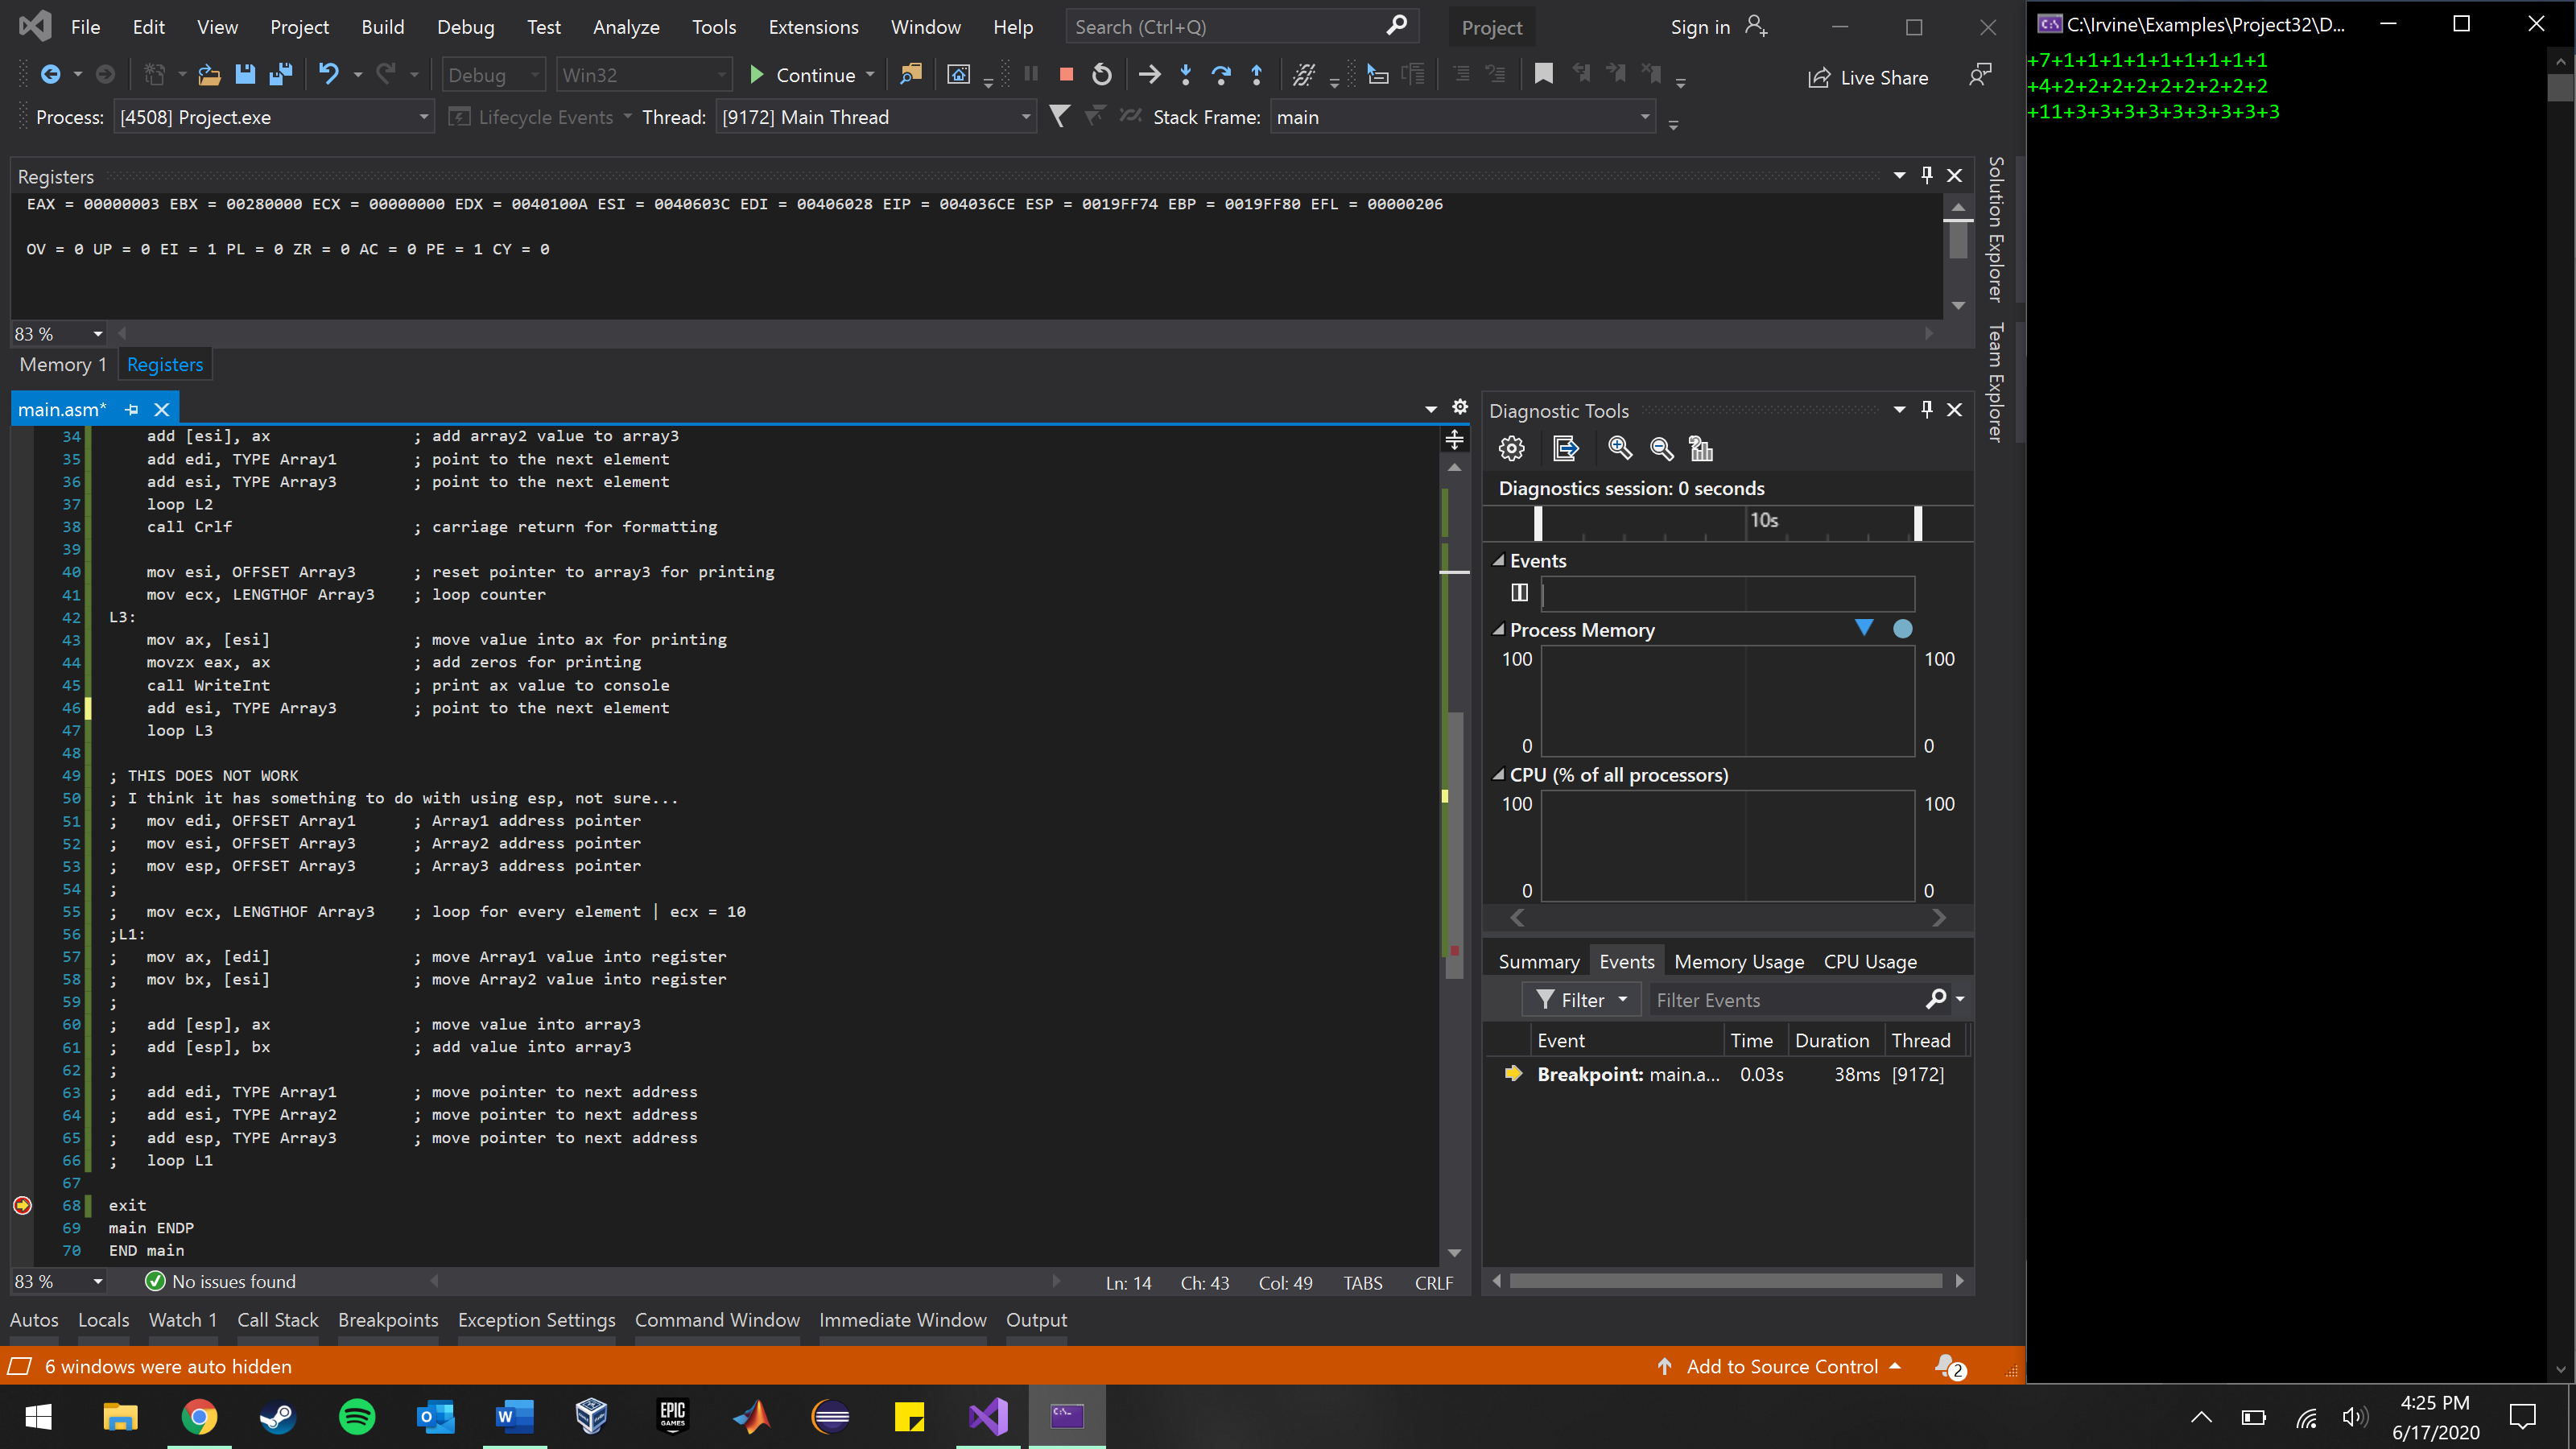 File Edit View Project Build Debug Test Analyze Tools Extensions Window Help Search (Ctrl+Q) Project Sign in
Debug Win32 Continue Live Share
Process: [4508] Project.exe Lifecycle Events Thread: [9172] Main Thread Stack Frame: main
Registers
EAX = 00000003 EBX = 00280000 ECX = 00000000 EDX = 0040100A ESI = 0040603C EDI = 00406028 EIP = 004036CE ESP = 0019FF74 EBP = 0019FF80 EFL = 00000206
OV = 0 UP = 0 EI = 1 PL = 0 ZR = 0 AC = 0 PE = 1 CY = 0
83 %
Memory 1 Registers
main.asm*
34 add [esi], ax ; add array2 value to array3
35 add edi, TYPE Array1 ; point to the next element
36 add esi, TYPE Array3 ; point to the next element
37 loop L2
38 call Crlf ; carriage return for formatting
39
40 mov esi, OFFSET Array3 ; reset pointer to array3 for printing
41 mov ecx, LENGTHOF Array3 ; loop counter
42 L3:
43 mov ax, [esi] ; move value into ax for printing
44 movzx eax, ax ; add zeros for printing
45 call WriteInt ; print ax value to console
46 add esi, TYPE Array3 ; point to the next element
47 loop L3
48
49 ; THIS DOES NOT WORK
50 ; I think it has something to do with using esp, not sure...
51 ; mov edi, OFFSET Array1 ; Array1 address pointer
52 ; mov esi, OFFSET Array3 ; Array2 address pointer
53 ; mov esp, OFFSET Array3 ; Array3 address pointer
54 ;
55 ; mov ecx, LENGTHOF Array3 ; loop for every element | ecx = 10
56 ;L1:
57 ; mov ax, [edi] ; move Array1 value into register
58 ; mov bx, [esi] ; move Array2 value into register
59 ;
60 ; add [esp], ax ; move value into array3
61 ; add [esp], bx ; add value into array3
62 ;
63 ; add edi, TYPE Array1 ; move pointer to next address
64 ; add esi, TYPE Array2 ; move pointer to next address
65 ; add esp, TYPE Array3 ; move pointer to next address
66 ; loop L1
67
68 exit
69 main ENDP
70 END main
83 % No issues found Ln: 14 Ch: 43 Col: 49 TABS CRLF
Diagnostic Tools
Diagnostics session: 0 seconds
10s
Events
Process Memory
100 100
0 0
CPU (% of all processors)
100 100
0 0
Summary Events Memory Usage CPU Usage
Filter Filter Events
Event Time Duration Thread
Breakpoint: main.a... 0.03s 38ms [9172]
Solution Explorer
Team Explorer
Autos Locals Watch 1 Call Stack Breakpoints Exception Settings Command Window Immediate Window Output
6 windows were auto hidden Add to Source Control 2
C:\Irvine\Examples\Project32\D...
+7+1+1+1+1+1+1+1+1+1
+4+2+2+2+2+2+2+2+2+2
+11+3+3+3+3+3+3+3+3+3
EPIC GAMES
4:25 PM
6/17/2020